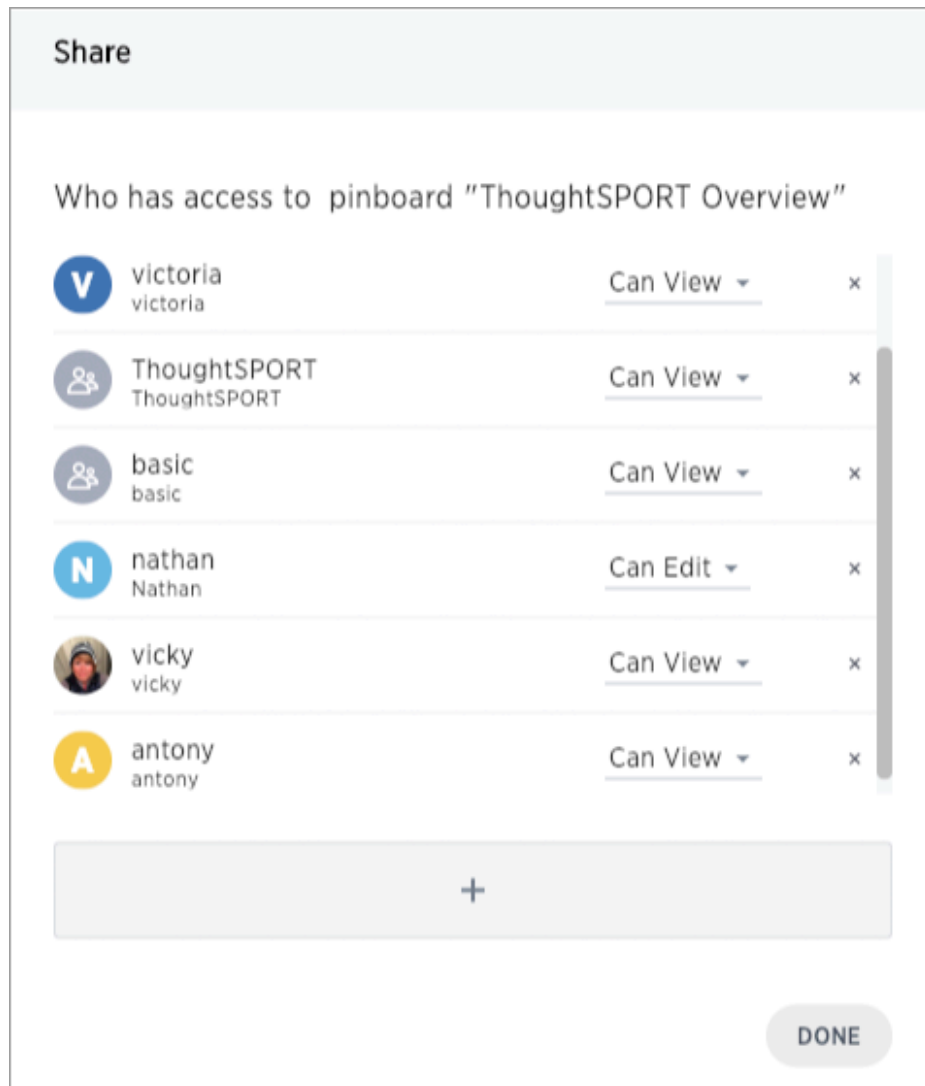 Share
Who has access to pinboard "ThoughtSPORT Overview"
V victoria Can View ×
victoria
ThoughtSPORT Can View ×
ThoughtSPORT
basic Can View ×
basic
N nathan Can Edit ×
Nathan
vicky Can View ×
vicky
A antony Can View ×
antony
+
DONE